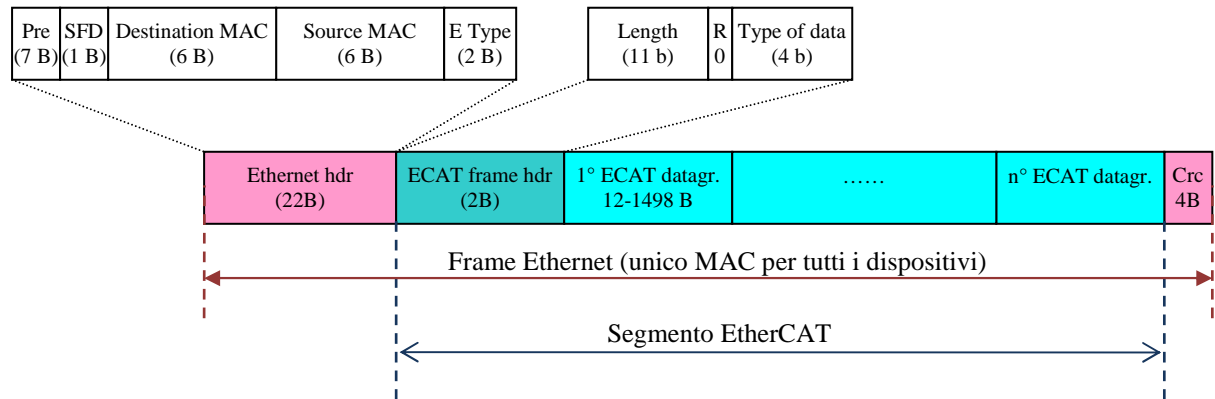 Pre SFD Destination MAC Source MAC E Type
(7 B) (1 B) (6 B) (6 B) (2 B)
Length R Type of data
(11 b) 0 (4 b)
Ethernet hdr ECAT frame hdr 1° ECAT datagr. …… n° ECAT datagr. Crc
(22B) (2B) 12-1498 B 4B
Frame Ethernet (unico MAC per tutti i dispositivi)
Segmento EtherCAT